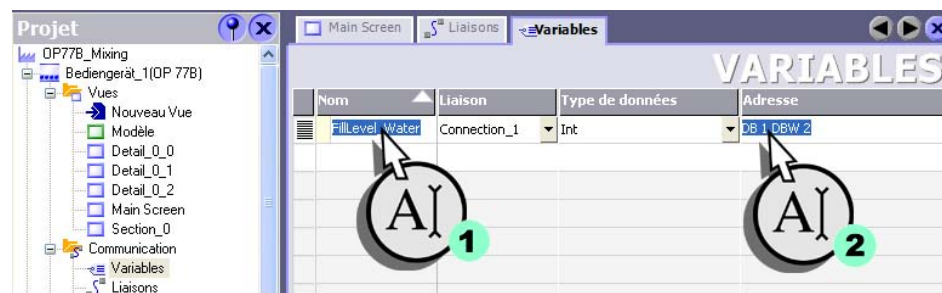 Projet
OP77B_Mixing
Bediengerät_1(OP 77B)
Vues
Nouveau Vue
Modèle
Detail_0_0
Detail_0_1
Detail_0_2
Main Screen
Section_0
Communication
Variables
Liaisons
Main Screen Liaisons Variables
VARIABLES
Nom Liaison Type de données Adresse
FillLevel_Water Connection_1 Int DB 1 DBW 2
A 1
A 2